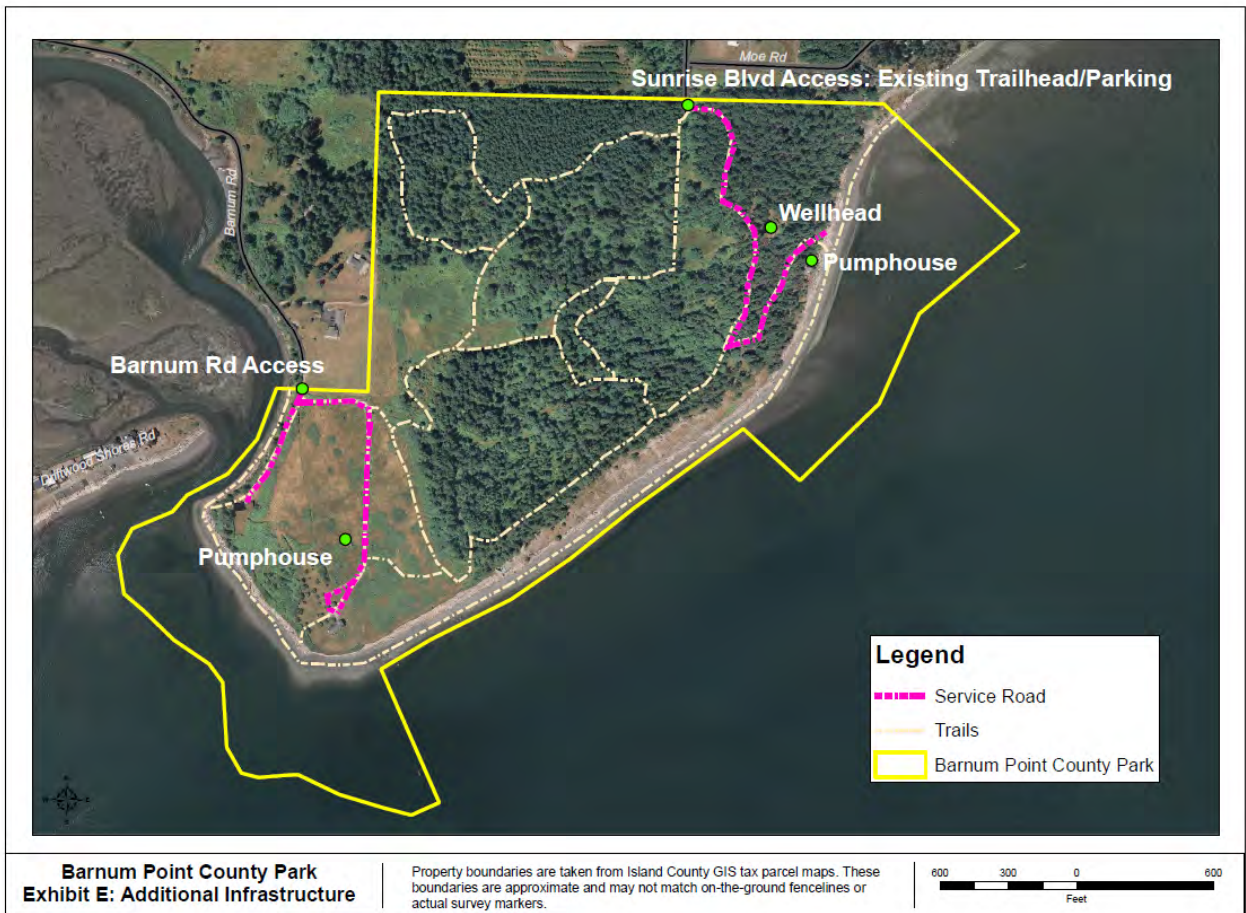 Moe Rd
Sunrise Blvd Access: Existing Trailhead/Parking
Barnum Rd
Wellhead
Pumphouse
Barnum Rd Access
Driftwood Shores Rd
Pumphouse
Legend
Service Road
Trails
Barnum Point County Park
Barnum Point County Park
Exhibit E: Additional Infrastructure
Property boundaries are taken from Island County GIS tax parcel maps. These
boundaries are approximate and may not match on-the-ground fencelines or
actual survey markers.
600 300 0 600
Feet